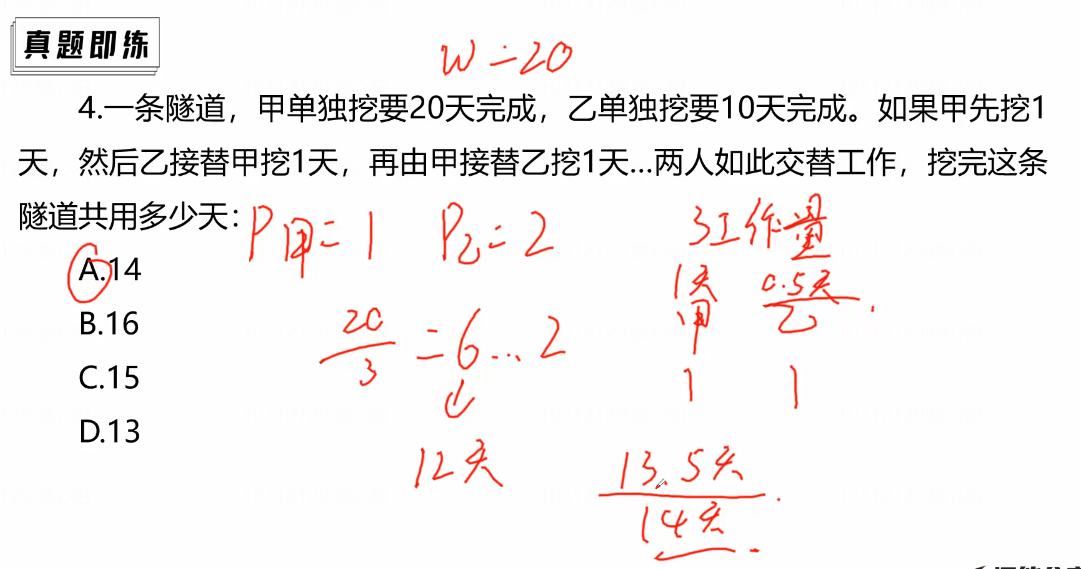 真题即练
W=20
4.一条隧道，甲单独挖要20天完成，乙单独挖要10天完成。如果甲先挖1
天，然后乙接替甲挖1天，再由甲接替乙挖1天...两人如此交替工作，挖完这条
隧道共用多少天：
P甲=1 P乙=2 3工作量
A.14
1天 0.5天
甲 乙
B.16
20/3=6...2
C.15
1 1
D.13
12天
13.5天
14天